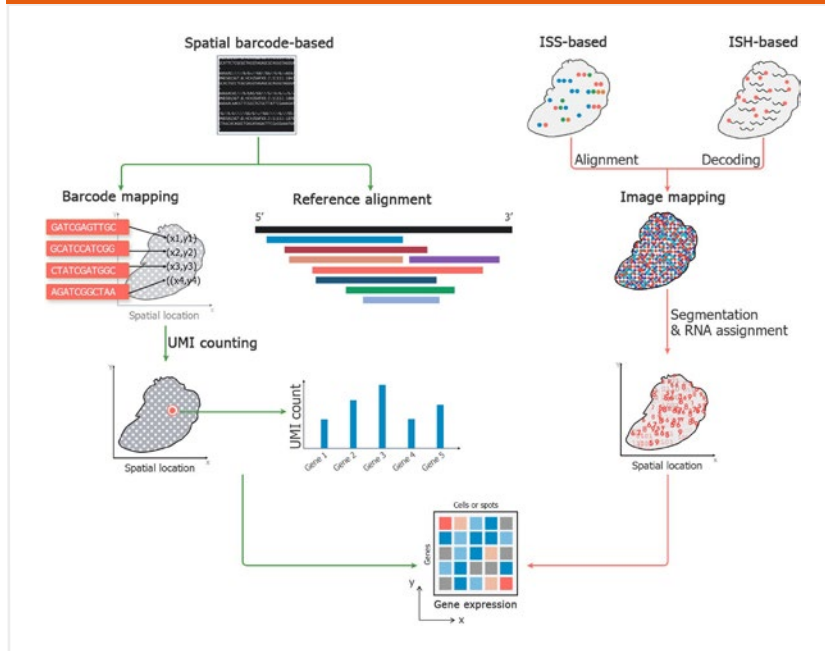 Spatial barcode-based
ISS-based
ISH-based
Alignment
Decoding
Barcode mapping
Reference alignment
Image mapping
GATCGAGTTGC
GCATCCATCGG
CTATCGATGGC
AGATCGGCTAA
(x1,y1)
(x2,y2)
(x3,y3)
((x4,y4)
Spatial location
5’
3’
UMI counting
Segmentation
& RNA assignment
Spatial location
x
UMI count
Gene 1
Gene 2
Gene 3
Gene 4
Gene 5
Spatial location
x
Cells or spots
Genes
y
x
Gene expression